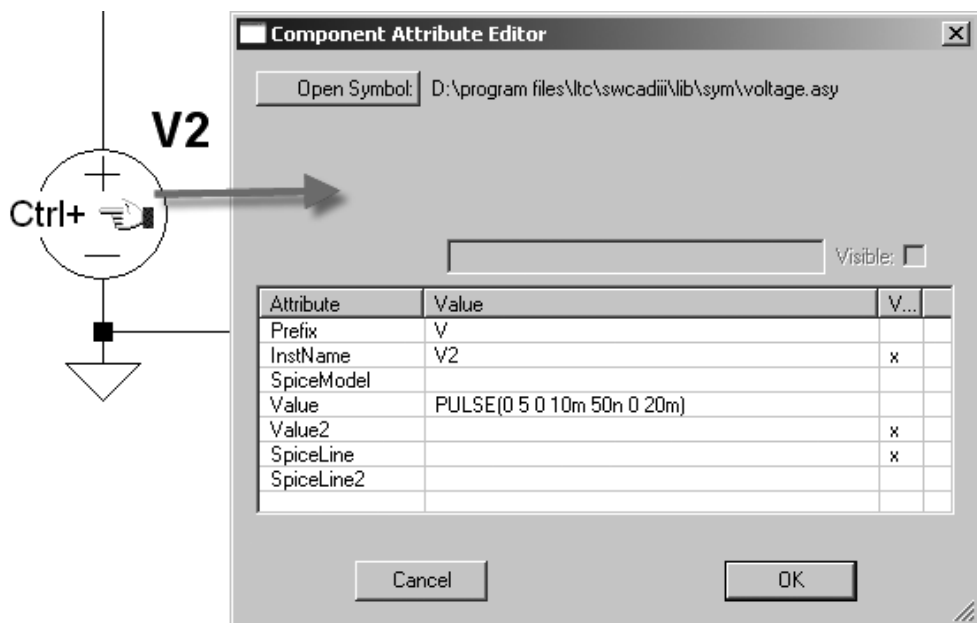 Component Attribute Editor
Open Symbol: D:\program files\ltc\swcadiii\lib\sym\voltage.asy
V2
+
Ctrl+
Visible:
Attribute Value V...
Prefix V
InstName V2 x
SpiceModel
Value PULSE(0 5 0 10m 50n 0 20m)
Value2 x
SpiceLine x
SpiceLine2
Cancel OK